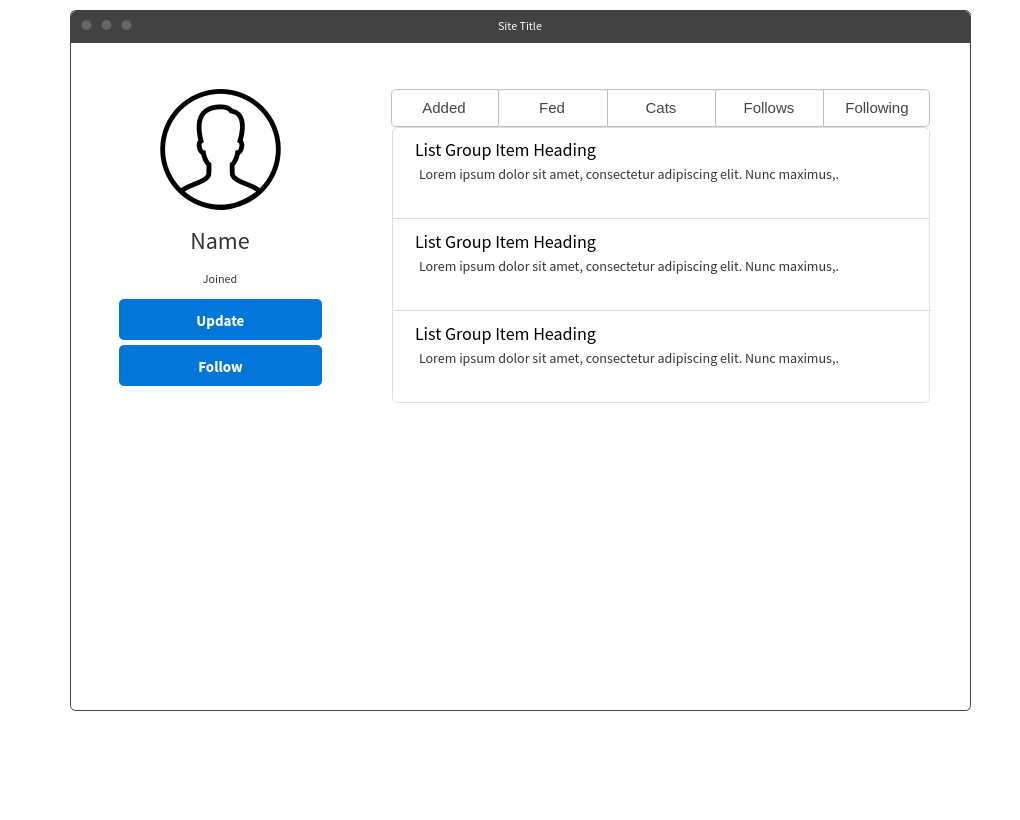 Site Title
Name
Joined
Update
Follow
Added Fed Cats Follows Following
List Group Item Heading
Lorem ipsum dolor sit amet, consectetur adipiscing elit. Nunc maximus,.
List Group Item Heading
Lorem ipsum dolor sit amet, consectetur adipiscing elit. Nunc maximus,.
List Group Item Heading
Lorem ipsum dolor sit amet, consectetur adipiscing elit. Nunc maximus,.